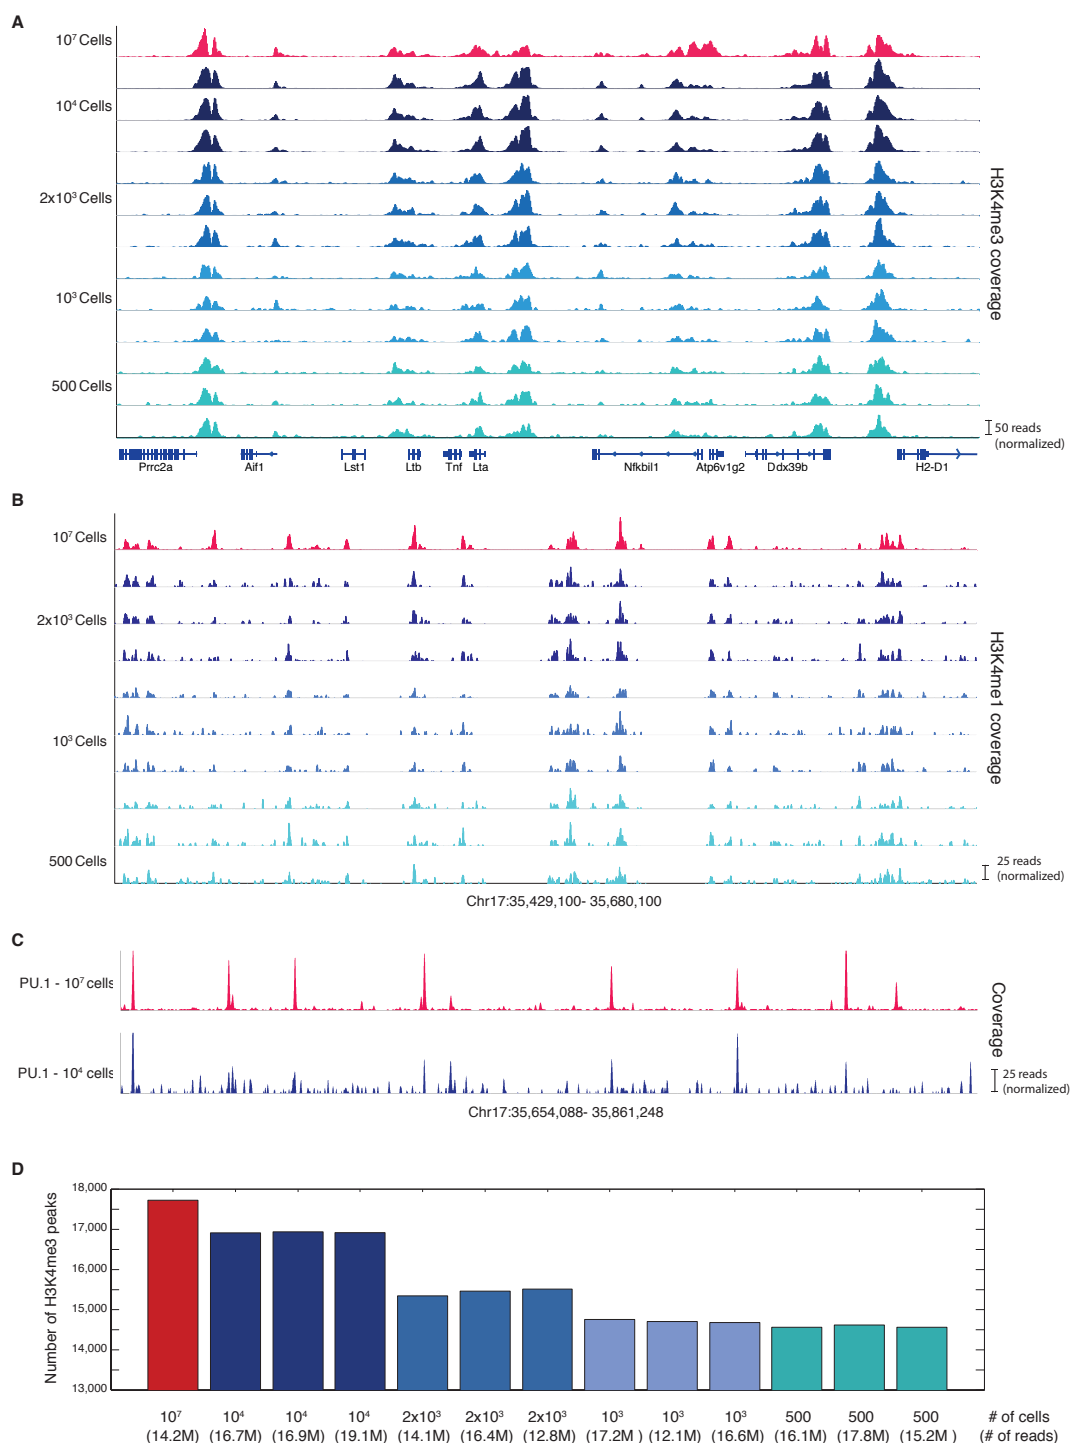 A
10⁷ Cells
10⁴ Cells
2x10³ Cells
10³ Cells
500 Cells
H3K4me3 coverage
50 reads
(normalized)
Prrc2a Aif1 Lst1 Ltb Tnf Lta Nfkbil1 Atp6v1g2 Ddx39b H2-D1
B
10⁷ Cells
2x10³ Cells
10³ Cells
500 Cells
H3K4me1 coverage
25 reads
(normalized)
Chr17:35,429,100- 35,680,100
C
PU.1 - 10⁷ cells
PU.1 - 10⁴ cells
Coverage
25 reads
(normalized)
Chr17:35,654,088- 35,861,248
D
Number of H3K4me3 peaks
18,000
17,000
16,000
15,000
14,000
13,000
10⁷ 10⁴ 10⁴ 10⁴ 2x10³ 2x10³ 2x10³ 10³ 10³ 10³ 500 500 500 # of cells
(14.2M) (16.7M) (16.9M) (19.1M) (14.1M) (16.4M) (12.8M) (17.2M ) (12.1M) (16.6M) (16.1M) (17.8M) (15.2M ) (# of reads)